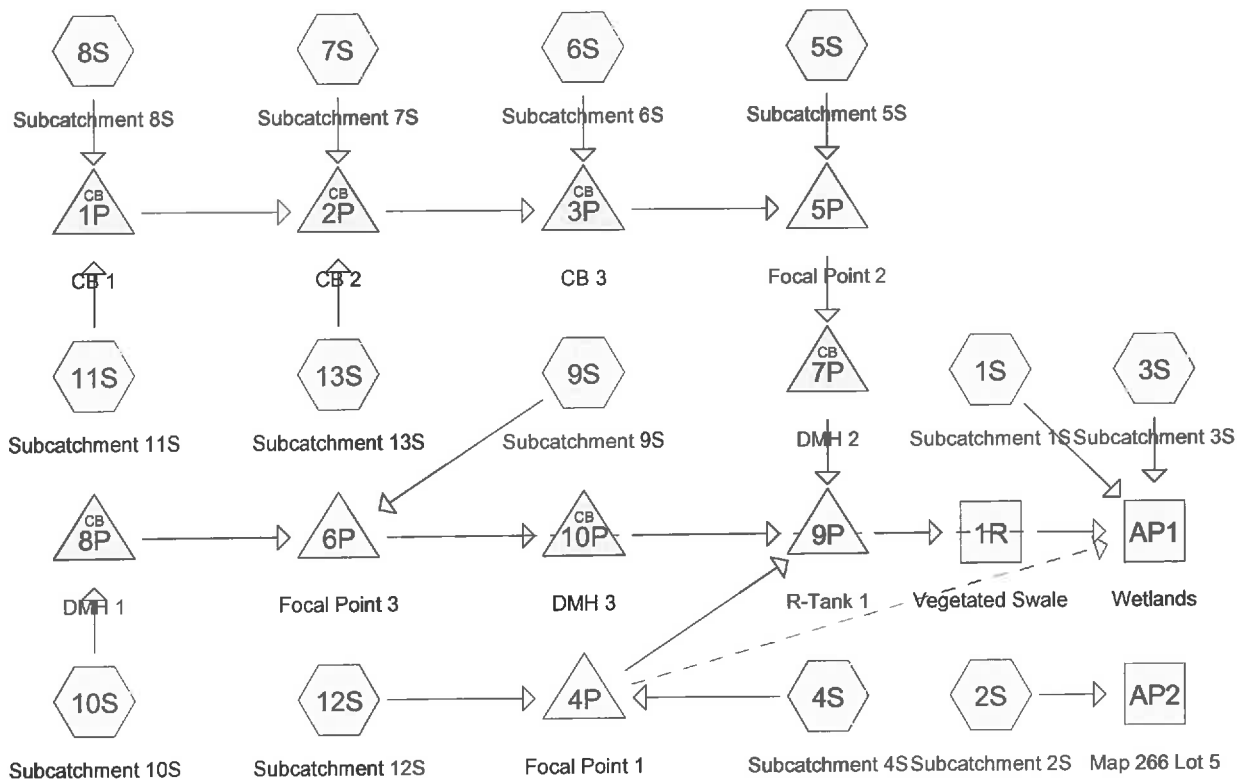 8S
7S
6S
5S
Subcatchment 8S
Subcatchment 7S
Subcatchment 6S
Subcatchment 5S
CB
1P
CB
2P
CB
3P
5P
CB 1
CB 2
CB 3
Focal Point 2
11S
13S
9S
CB
7P
1S
3S
Subcatchment 11S
Subcatchment 13S
Subcatchment 9S
DMH 2
Subcatchment 1S
Subcatchment 3S
CB
8P
6P
CB
10P
9P
1R
AP1
DMH 1
Focal Point 3
DMH 3
R-Tank 1
Vegetated Swale
Wetlands
10S
12S
4P
4S
2S
AP2
Subcatchment 10S
Subcatchment 12S
Focal Point 1
Subcatchment 4S
Subcatchment 2S
Map 266 Lot 5